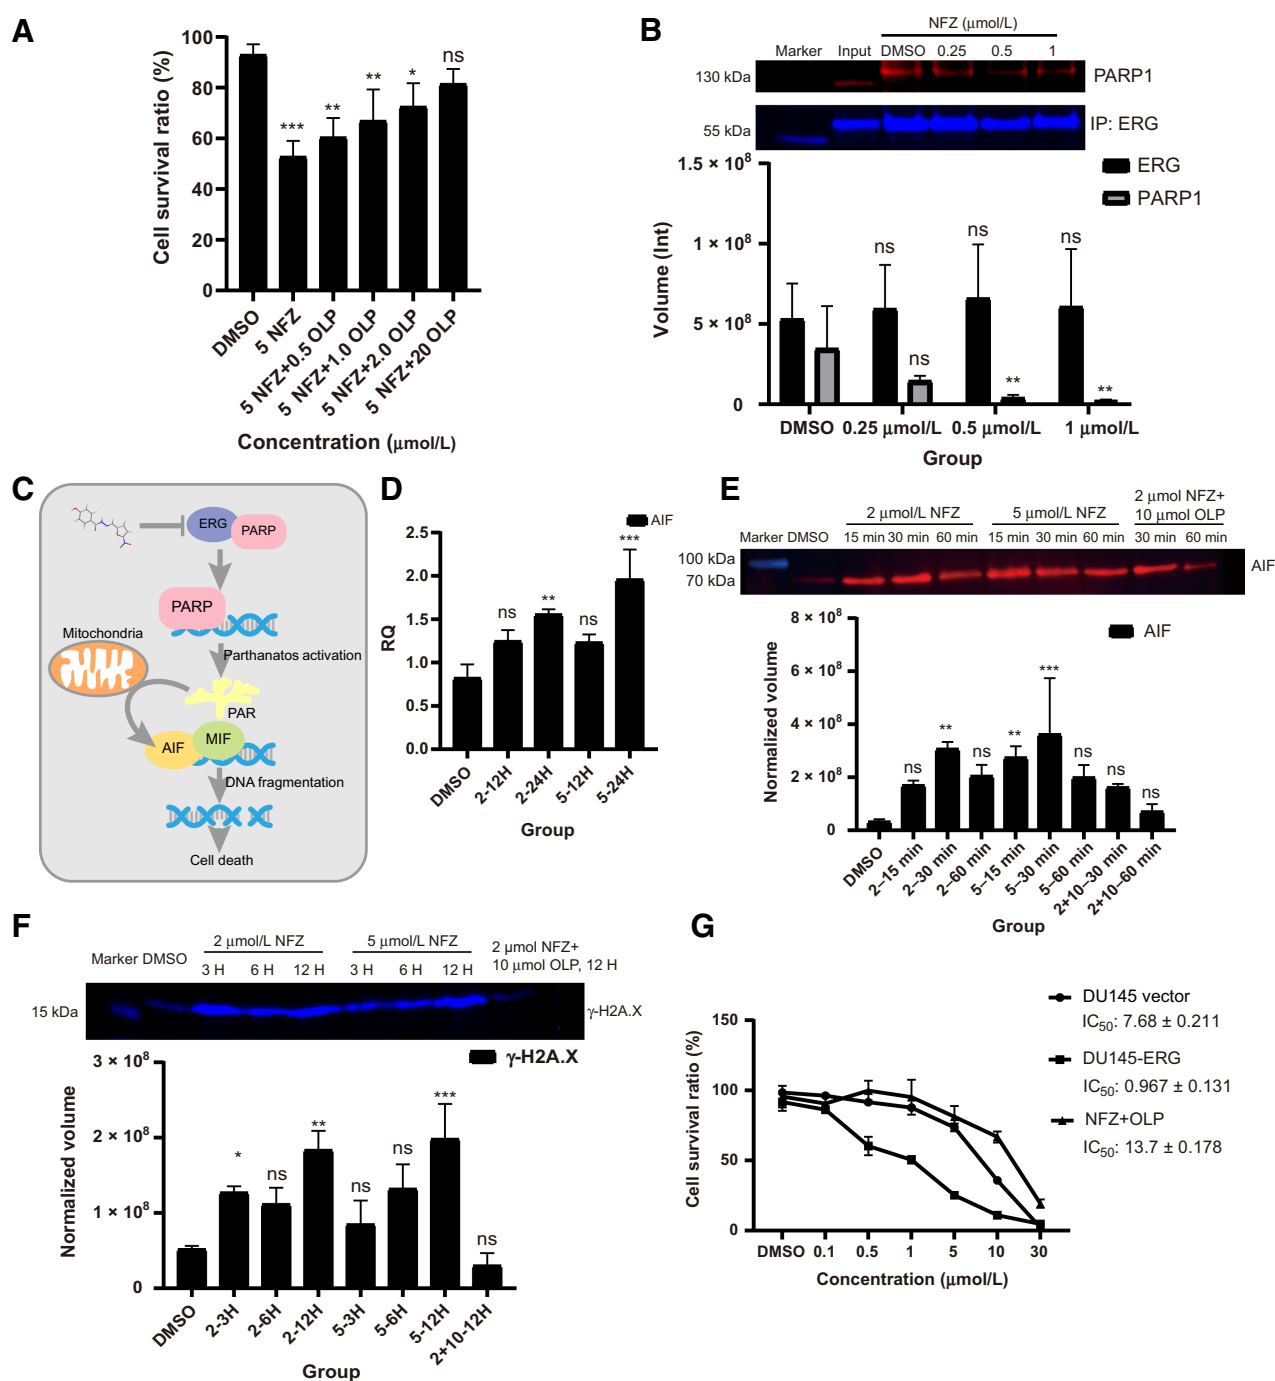 A
Cell survival ratio (%)
100
80
60
40
20
0
***
**
**
*
ns
DMSO
5 NFZ
5 NFZ+0.5 OLP
5 NFZ+1.0 OLP
5 NFZ+2.0 OLP
5 NFZ+20 OLP
Concentration (μmol/L)
B
NFZ (μmol/L)
Marker Input DMSO 0.25 0.5 1
130 kDa
PARP1
55 kDa
IP: ERG
1.5 × 10⁸
1 × 10⁸
5 × 10⁸
0
Volume (Int)
ERG
PARP1
ns
ns
ns
ns
**
**
DMSO 0.25 μmol/L 0.5 μmol/L 1 μmol/L
Group
C
ERG
PARP
PARP
Mitochondria
Parthanatos activation
PAR
MIF
AIF
DNA fragmentation
Cell death
D
AIF
RQ
2.5
2.0
1.5
1.0
0.5
0.0
ns
**
ns
***
DMSO
2-12H
2-24H
5-12H
5-24H
Group
E
2 μmol/L NFZ
5 μmol/L NFZ
2 μmol NFZ+
10 μmol OLP
Marker DMSO 15 min 30 min 60 min 15 min 30 min 60 min 30 min 60 min
100 kDa
70 kDa
AIF
AIF
Normalized volume
8 × 10⁸
6 × 10⁸
4 × 10⁸
2 × 10⁸
0
ns
**
ns
**
***
ns
ns
ns
DMSO
2–15 min
2–30 min
2–60 min
5–15 min
5–30 min
5–60 min
2+10–30 min
2+10–60 min
Group
F
2 μmol/L NFZ
5 μmol/L NFZ
2 μmol NFZ+
10 μmol OLP, 12 H
Marker DMSO
3 H 6 H 12 H 3 H 6 H 12 H
15 kDa
γ-H2A.X
γ-H2A.X
Normalized volume
3 × 10⁸
2 × 10⁸
1 × 10⁸
0
*
ns
**
ns
ns
***
ns
DMSO
2-3H
2-6H
2-12H
5-3H
5-6H
5-12H
2+10-12H
Group
G
Cell survival ratio (%)
150
100
50
0
DMSO 0.1 0.5 1 5 10 30
Concentration (μmol/L)
DU145 vector
IC₅₀: 7.68 ± 0.211
DU145-ERG
IC₅₀: 0.967 ± 0.131
NFZ+OLP
IC₅₀: 13.7 ± 0.178